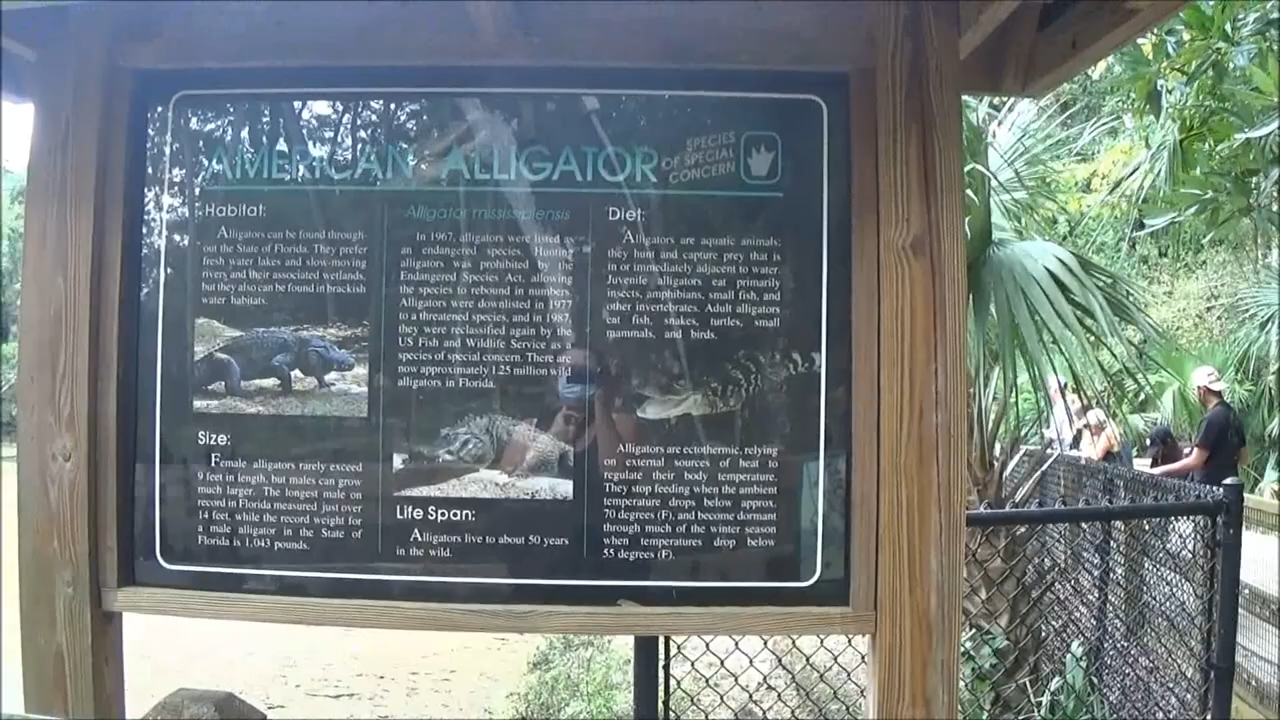 AMERICAN ALLIGATOR
SPECIES
OF SPECIAL
CONCERN
Habitat:
Alligators can be found through-
out the State of Florida. They prefer
fresh water lakes and slow-moving
rivers and their associated wetlands,
but they also can be found in brackish
water habitats.
Size:
Female alligators rarely exceed
9 feet in length, but males can grow
much larger. The longest male on
record in Florida measured just over
14 feet, while the record weight for
a male alligator in the State of
Florida is 1,043 pounds.
Alligator mississipiensis
In 1967, alligators were listed as
an endangered species. Hunting
alligators was prohibited by the
Endangered Species Act, allowing
the species to rebound in numbers.
Alligators were downlisted in 1977
to a threatened species, and in 1987,
they were reclassified again by the
US Fish and Wildlife Service as a
species of special concern. There are
now approximately 1.25 million wild
alligators in Florida.
Life Span:
Alligators live to about 50 years
in the wild.
Diet:
Alligators are aquatic animals;
they hunt and capture prey that is
in or immediately adjacent to water.
Juvenile alligators eat primarily
insects, amphibians, small fish, and
other invertebrates. Adult alligators
eat fish, snakes, turtles, small
mammals, and birds.
Alligators are ectothermic, relying
on external sources of heat to
regulate their body temperature.
They stop feeding when the ambient
temperature drops below approx.
70 degrees (F), and become dormant
through much of the winter season
when temperatures drop below
55 degrees (F).